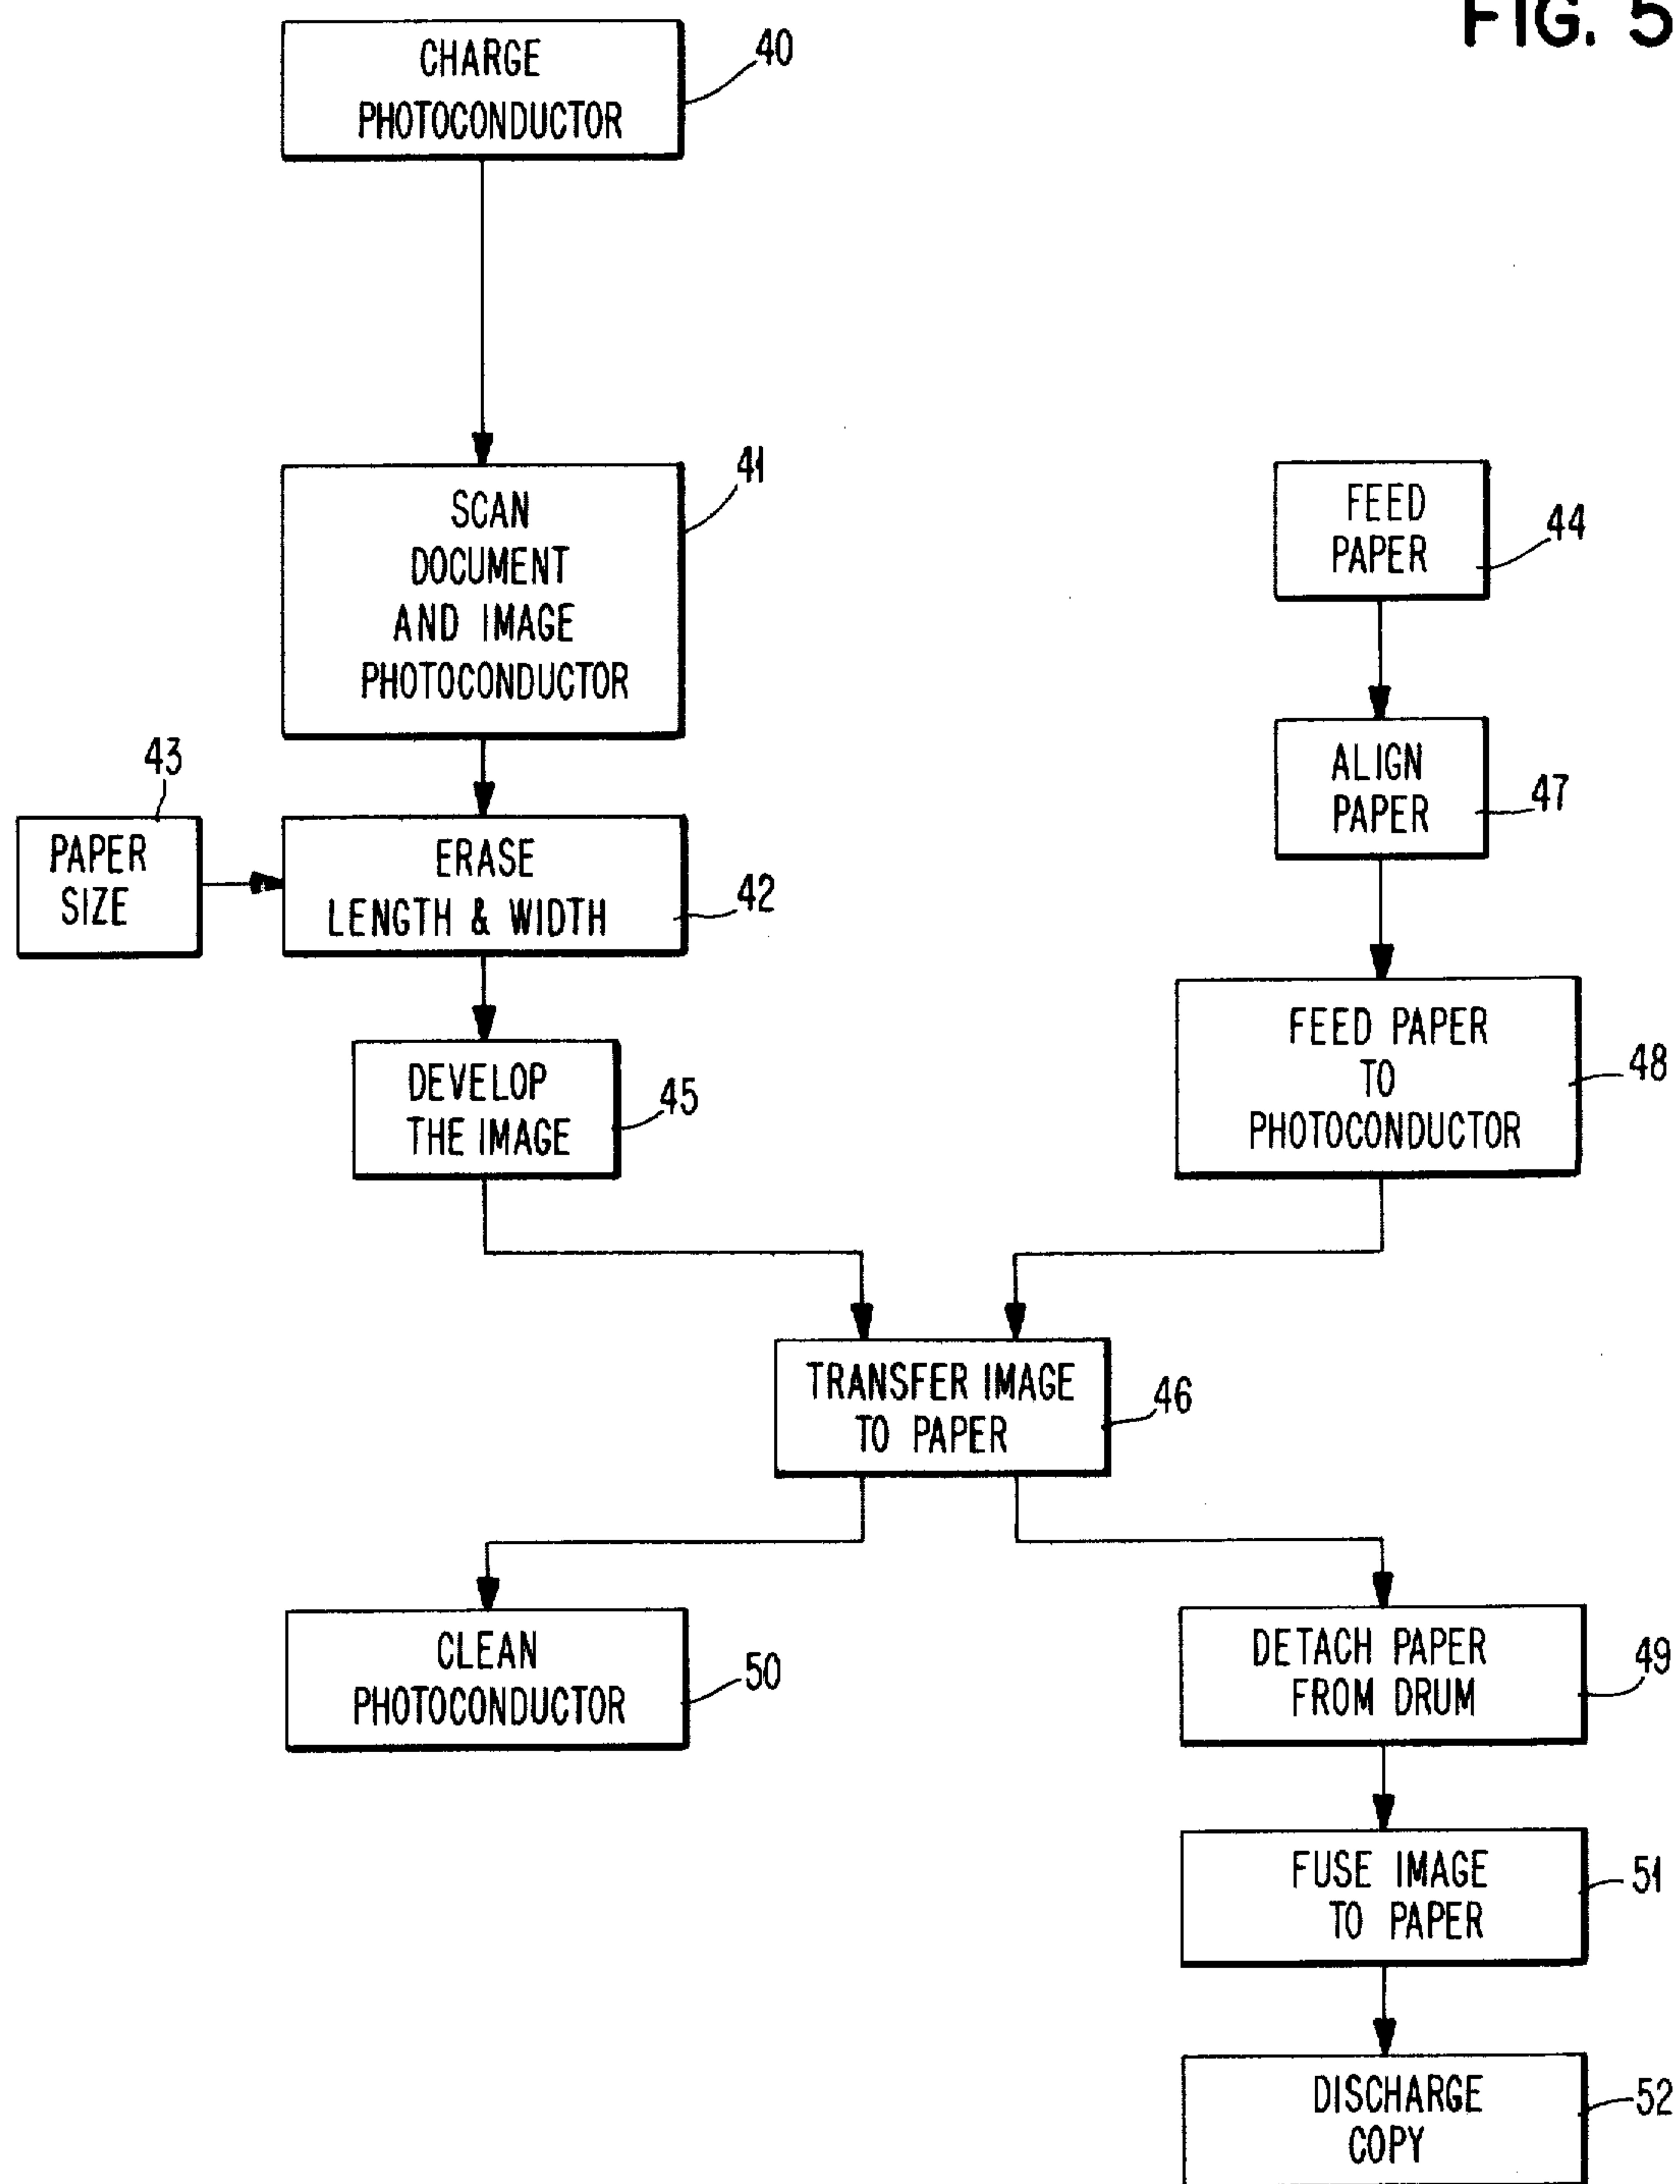 FIG. 5
CHARGE
PHOTOCONDUCTOR
40
SCAN
DOCUMENT
AND IMAGE
PHOTOCONDUCTOR
41
43
PAPER
SIZE
ERASE
LENGTH & WIDTH
42
DEVELOP
THE IMAGE
45
FEED
PAPER
44
ALIGN
PAPER
47
FEED PAPER
TO
PHOTOCONDUCTOR
48
TRANSFER IMAGE
TO PAPER
46
CLEAN
PHOTOCONDUCTOR
50
DETACH PAPER
FROM DRUM
49
FUSE IMAGE
TO PAPER
51
DISCHARGE
COPY
52